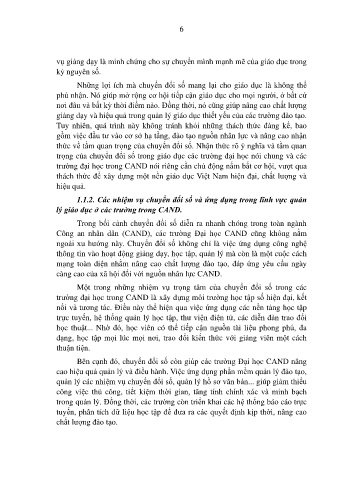 6
vụ giảng dạy là minh chứng cho sự chuyển mình mạnh mẽ của giáo dục trong
kỷ nguyên số.
Những lợi ích mà chuyển đổi số mang lại cho giáo dục là không thể
phủ nhận. Nó giúp mở rộng cơ hội tiếp cận giáo dục cho mọi người, ở bất cứ
nơi đâu và bất kỳ thời điểm nào. Đồng thời, nó cũng giúp nâng cao chất lượng
giảng dạy và hiệu quả trong quản lý giáo dục thiết yếu của các trường đào tạo.
Tuy nhiên, quá trình này không tránh khỏi những thách thức đáng kể, bao
gồm việc đầu tư vào cơ sở hạ tầng, đào tạo nguồn nhân lực và nâng cao nhận
thức về tầm quan trọng của chuyển đổi số. Nhận thức rõ ý nghĩa và tầm quan
trọng của chuyển đổi số trong giáo dục các trường đại học nói chung và các
trường đại học trong CAND nói riêng cần chủ động nắm bắt cơ hội, vượt qua
thách thức để xây dựng một nền giáo dục Việt Nam hiện đại, chất lượng và
hiệu quả.
1.1.2. Các nhiệm vụ chuyển đổi số và ứng dụng trong lĩnh vực quản
lý giáo dục ở các trường trong CAND.
Trong bối cảnh chuyển đổi số diễn ra nhanh chóng trong toàn ngành
Công an nhân dân (CAND), các trường Đại học CAND cũng không nằm
ngoài xu hướng này. Chuyển đổi số không chỉ là việc ứng dụng công nghệ
thông tin vào hoạt động giảng dạy, học tập, quản lý mà còn là một cuộc cách
mạng toàn diện nhằm nâng cao chất lượng đào tạo, đáp ứng yêu cầu ngày
càng cao của xã hội đối với nguồn nhân lực CAND.
Một trong những nhiệm vụ trọng tâm của chuyển đổi số trong các
trường đại học trong CAND là xây dựng môi trường học tập số hiện đại, kết
nối và tương tác. Điều này thể hiện qua việc ứng dụng các nền tảng học tập
trực tuyến, hệ thống quản lý học tập, thư viện điện tử, các diễn đàn trao đổi
học thuật... Nhờ đó, học viên có thể tiếp cận nguồn tài liệu phong phú, đa
dạng, học tập mọi lúc mọi nơi, trao đổi kiến thức với giảng viên một cách
thuận tiện.
Bên cạnh đó, chuyển đổi số còn giúp các trường Đại học CAND nâng
cao hiệu quả quản lý và điều hành. Việc ứng dụng phần mềm quản lý đào tạo,
quản lý các nhiệm vụ chuyển đổi số, quản lý hồ sơ văn bản... giúp giảm thiểu
công việc thủ công, tiết kiệm thời gian, tăng tính chính xác và minh bạch
trong quản lý. Đồng thời, các trường còn triển khai các hệ thống báo cáo trực
tuyến, phân tích dữ liệu học tập để đưa ra các quyết định kịp thời, nâng cao
chất lượng đào tạo.